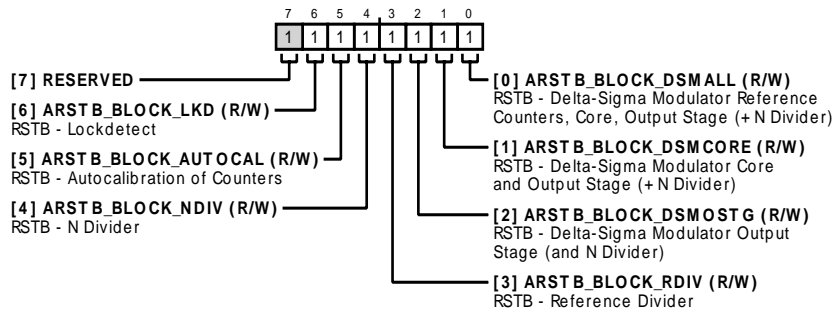 7 6 5 4 3 2 1 0
1 1 1 1 1 1 1 1
[7] RESERVED
[6] ARSTB_BLOCK_LKD (R/W)
RSTB - Lockdetect
[5] ARSTB_BLOCK_AUTOCAL (R/W)
RSTB - Autocalibration of Counters
[4] ARSTB_BLOCK_NDIV (R/W)
RSTB - N Divider
[0] ARSTB_BLOCK_DSMALL (R/W)
RSTB - Delta-Sigma Modulator Reference
Counters, Core, Output Stage (+ N Divider)
[1] ARSTB_BLOCK_DSMCORE (R/W)
RSTB - Delta-Sigma Modulator Core
and Output Stage (+ N Divider)
[2] ARSTB_BLOCK_DSMOSTG (R/W)
RSTB - Delta-Sigma Modulator Output
Stage (and N Divider)
[3] ARSTB_BLOCK_RDIV (R/W)
RSTB - Reference Divider